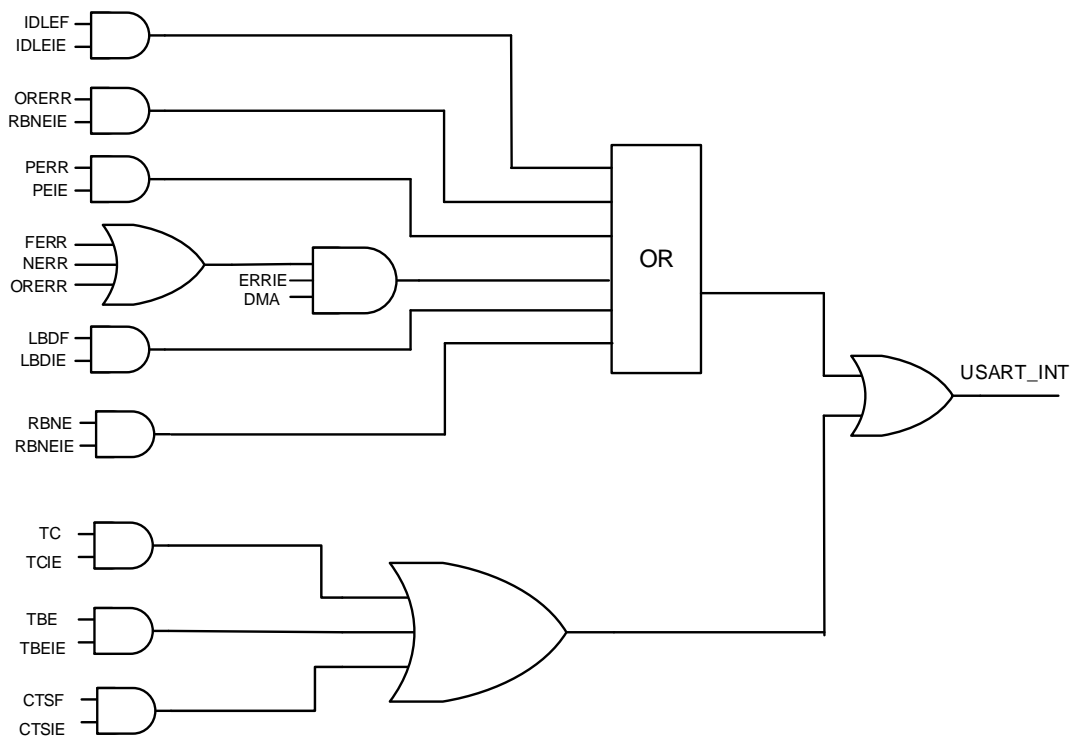 IDLEF
IDLEIE
ORERR
RBNEIE
PERR
PEIE
FERR
NERR
ORERR
ERRIE
DMA
OR
LBDF
LBDIE
USART_INT
RBNE
RBNEIE
TC
TCIE
TBE
TBEIE
CTSF
CTSIE